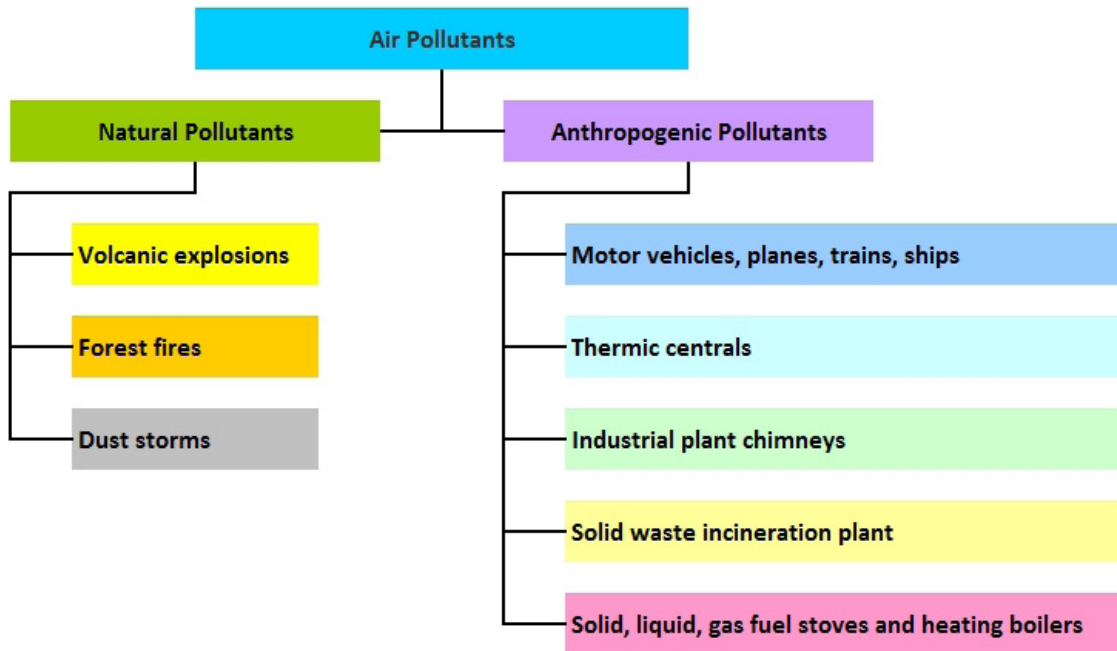 Air Pollutants
Natural Pollutants
Anthropogenic Pollutants
Volcanic explosions
Forest fires
Dust storms
Motor vehicles, planes, trains, ships
Thermic centrals
Industrial plant chimneys
Solid waste incineration plant
Solid, liquid, gas fuel stoves and heating boilers